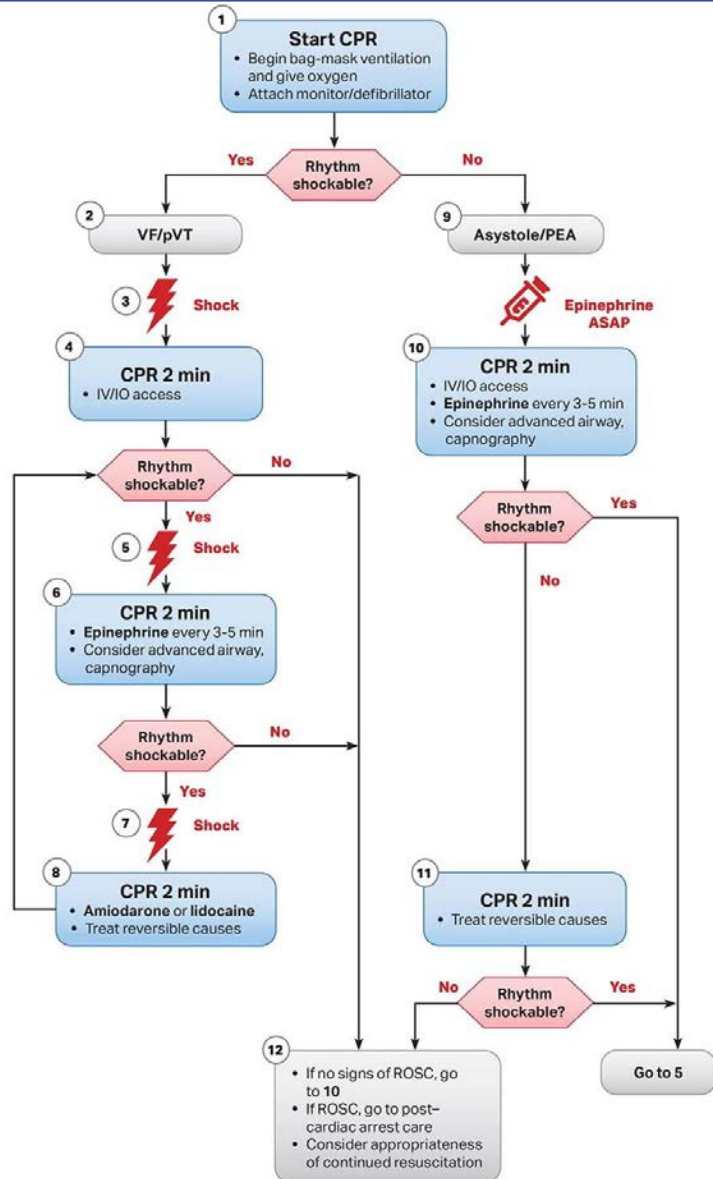 1
Start CPR
• Begin bag-mask ventilation
and give oxygen
• Attach monitor/defibrillator
Yes
Rhythm
shockable?
No
2
VF/pVT
9
Asystole/PEA
3
Shock
Epinephrine
ASAP
4
CPR 2 min
• IV/IO access
10
CPR 2 min
• IV/IO access
• Epinephrine every 3-5 min
• Consider advanced airway,
capnography
Rhythm
shockable?
No
Yes
Rhythm
shockable?
Yes
No
5
Shock
6
CPR 2 min
• Epinephrine every 3-5 min
• Consider advanced airway,
capnography
Rhythm
shockable?
No
Yes
7
Shock
8
CPR 2 min
• Amiodarone or lidocaine
• Treat reversible causes
11
CPR 2 min
• Treat reversible causes
No
Rhythm
shockable?
Yes
12
• If no signs of ROSC, go
to 10
• If ROSC, go to post–
cardiac arrest care
• Consider appropriateness
of continued resuscitation
Go to 5